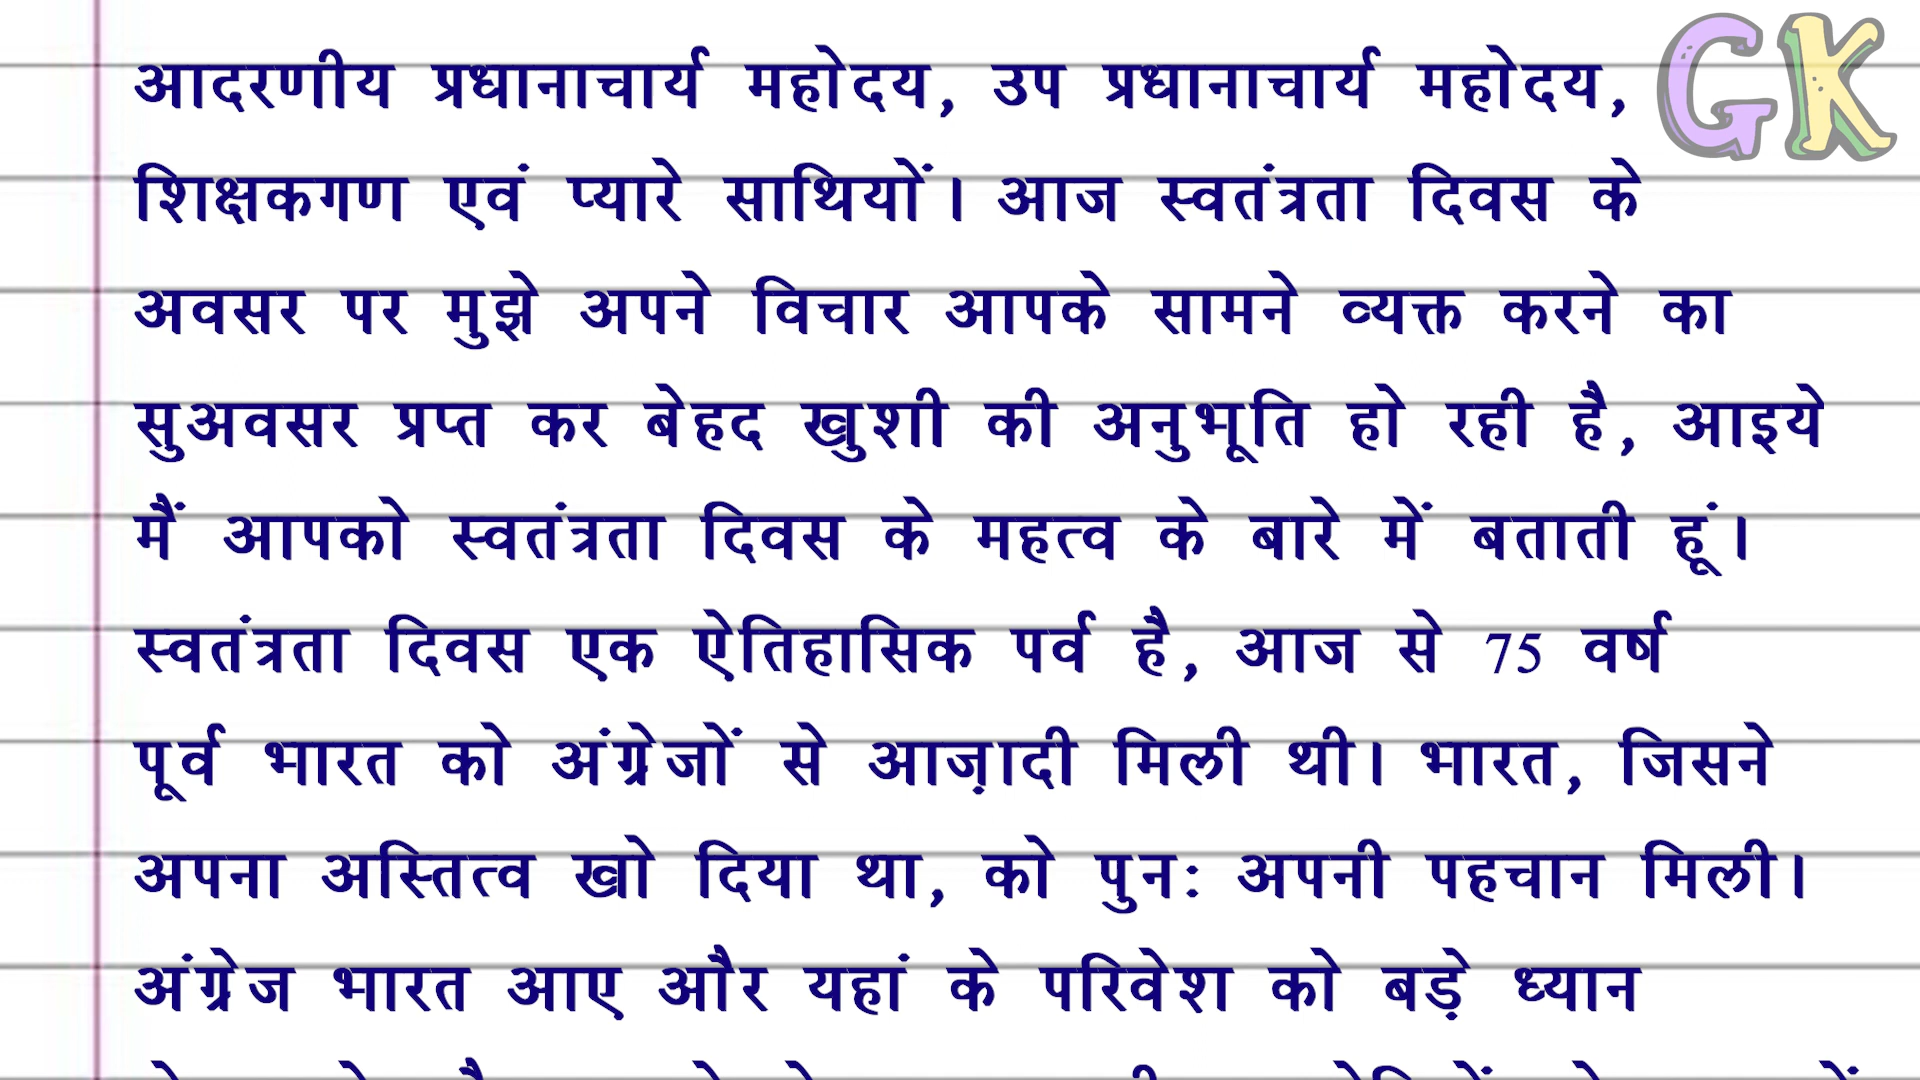 आदरणीय प्रधानाचार्य महोदय, उप प्रधानाचार्य महोदय,
GK
शिक्षकगण एवं प्यारे साथियों। आज स्वतंत्रता दिवस के
अवसर पर मुझे अपने विचार आपके सामने व्यक्त करने का
सुअवसर प्रप्त कर बेहद खुशी की अनुभूति हो रही है, आइये
मैं आपको स्वतंत्रता दिवस के महत्व के बारे में बताती हूं।
स्वतंत्रता दिवस एक ऐतिहासिक पर्व है, आज से 75 वर्ष
पूर्व भारत को अंग्रेजों से आज़ादी मिली थी। भारत, जिसने
अपना अस्तित्व खो दिया था, को पुनः अपनी पहचान मिली।
अंग्रेज भारत आए और यहां के परिवेश को बड़े ध्यान